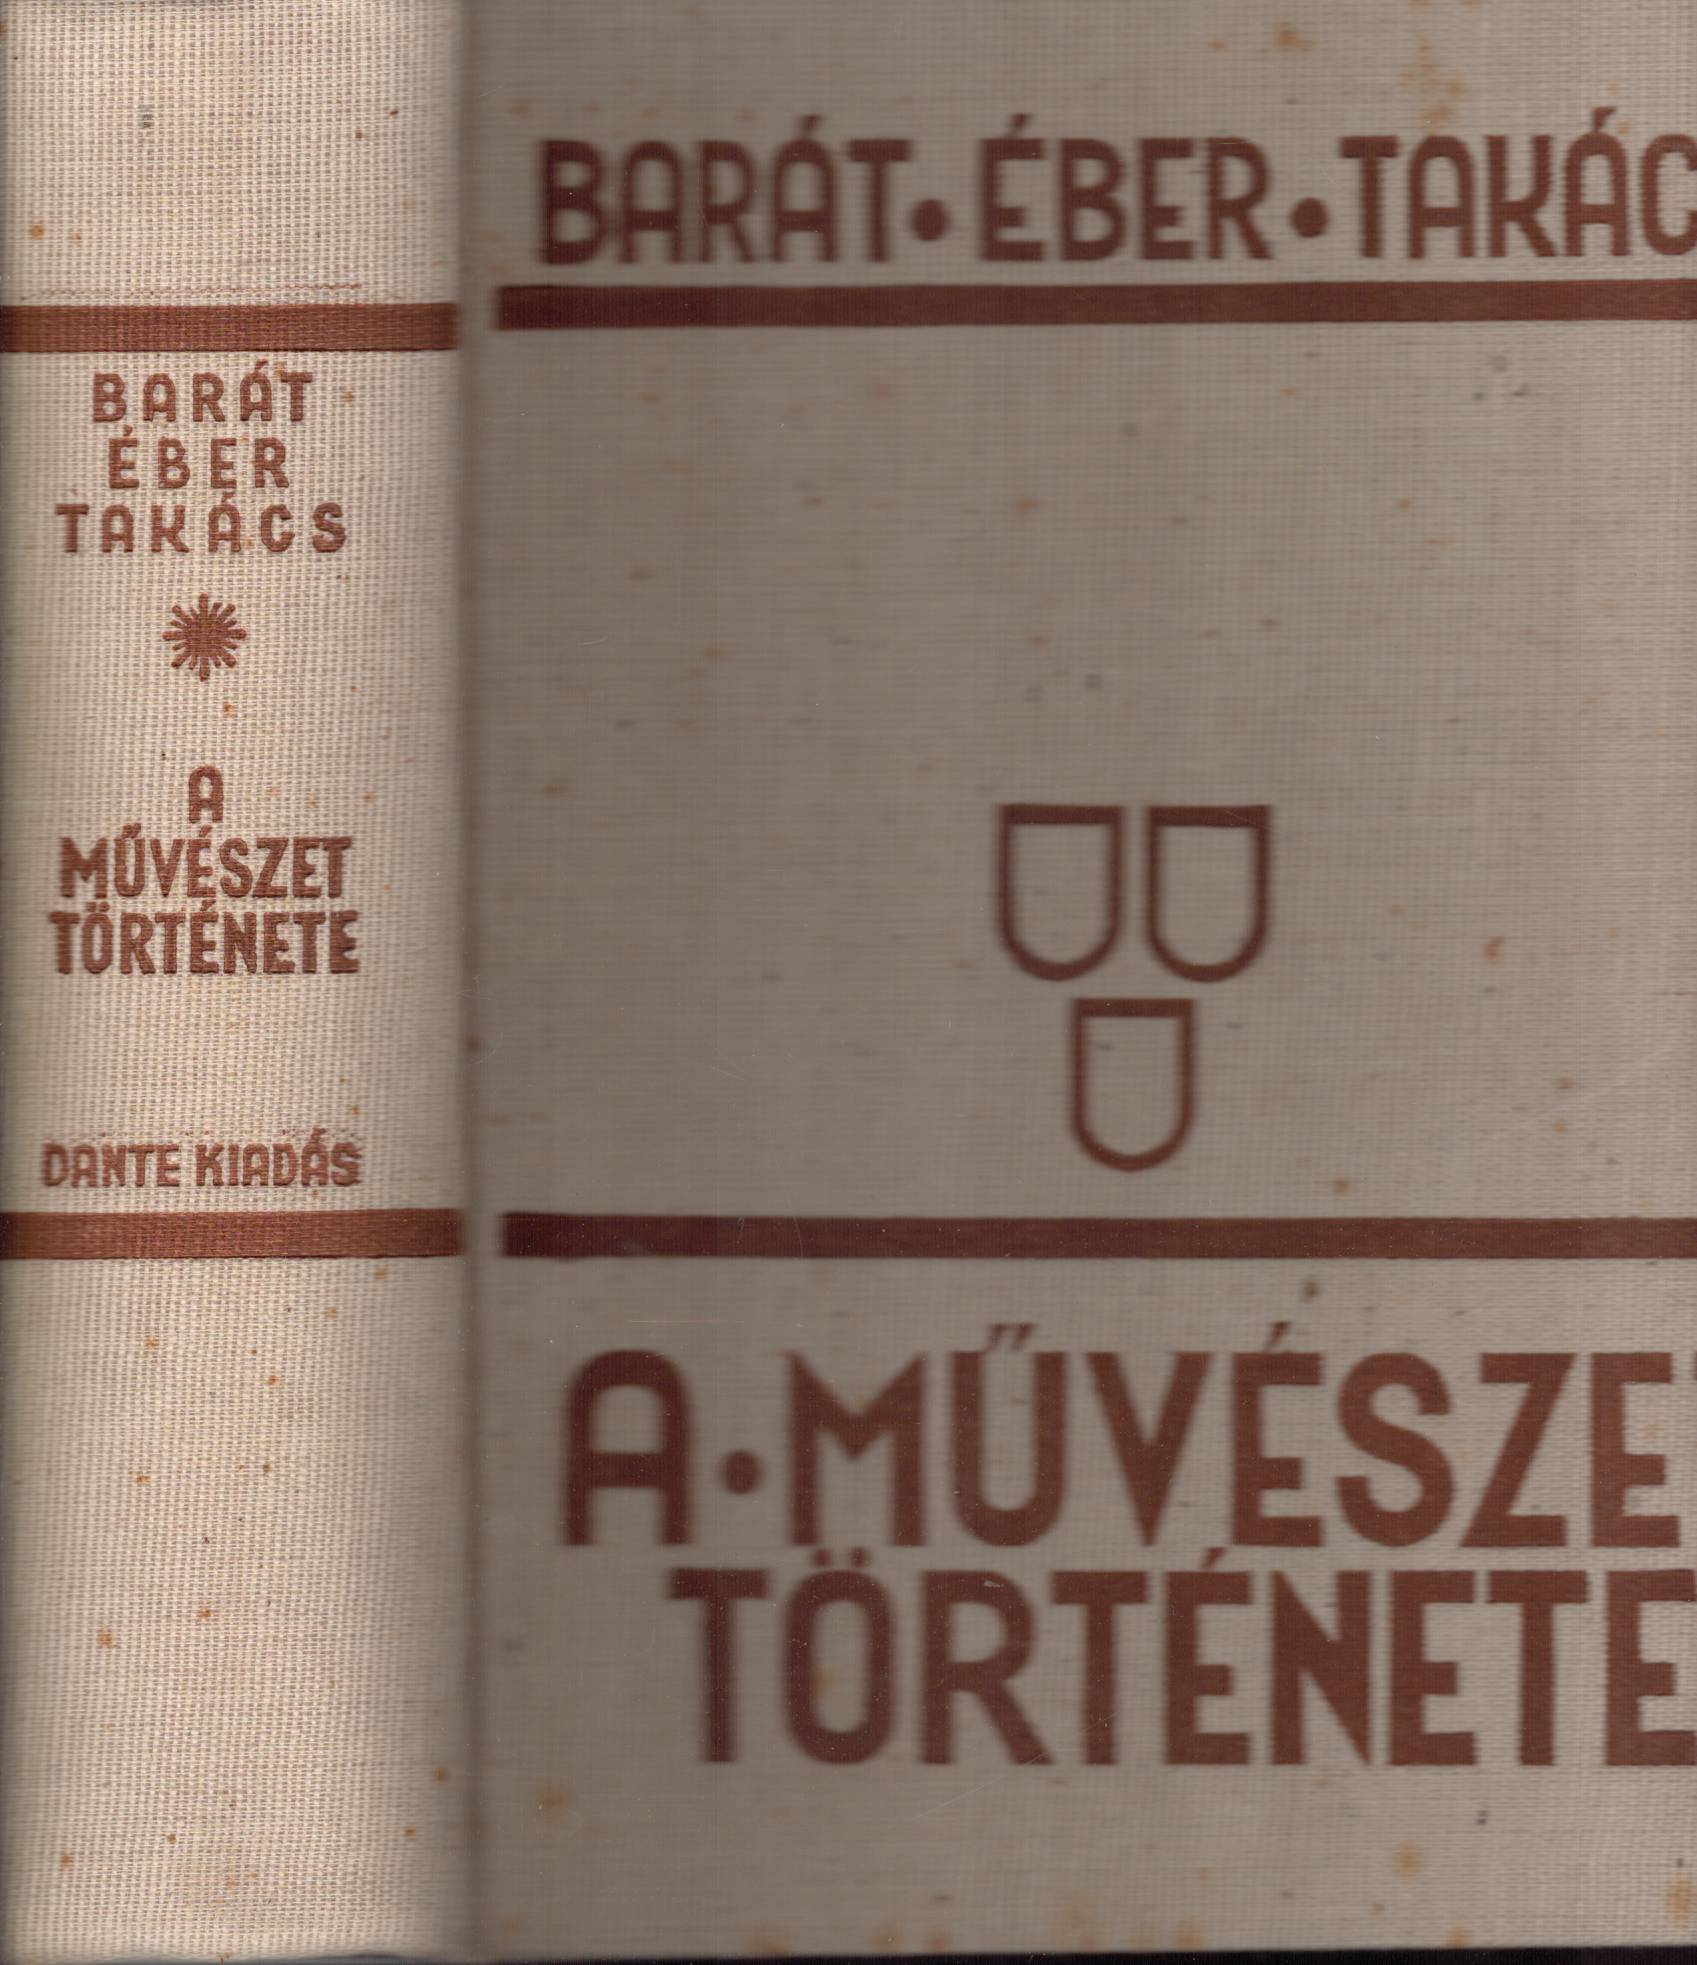 BARÁT
ÉBER
TAKÁCS
A
MŰVÉSZET
TÖRTÉNETE
DANTE KIADÁS
BARÁT • ÉBER • TAKÁC
A • MŰVÉSZE
TÖRTÉNETE